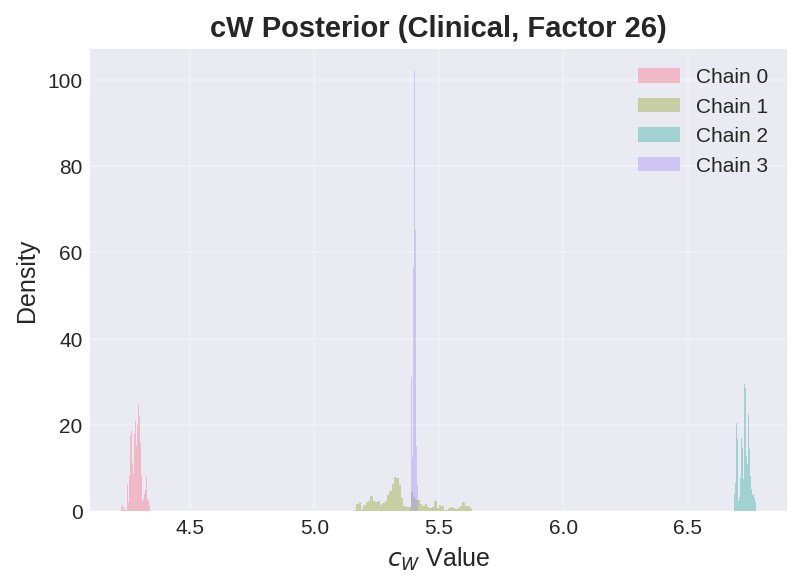 cW Posterior (Clinical, Factor 26)
Chain 0
Chain 1
Chain 2
Chain 3
Density
100
80
60
40
20
0
4.5 5.0 5.5 6.0 6.5
c_W Value